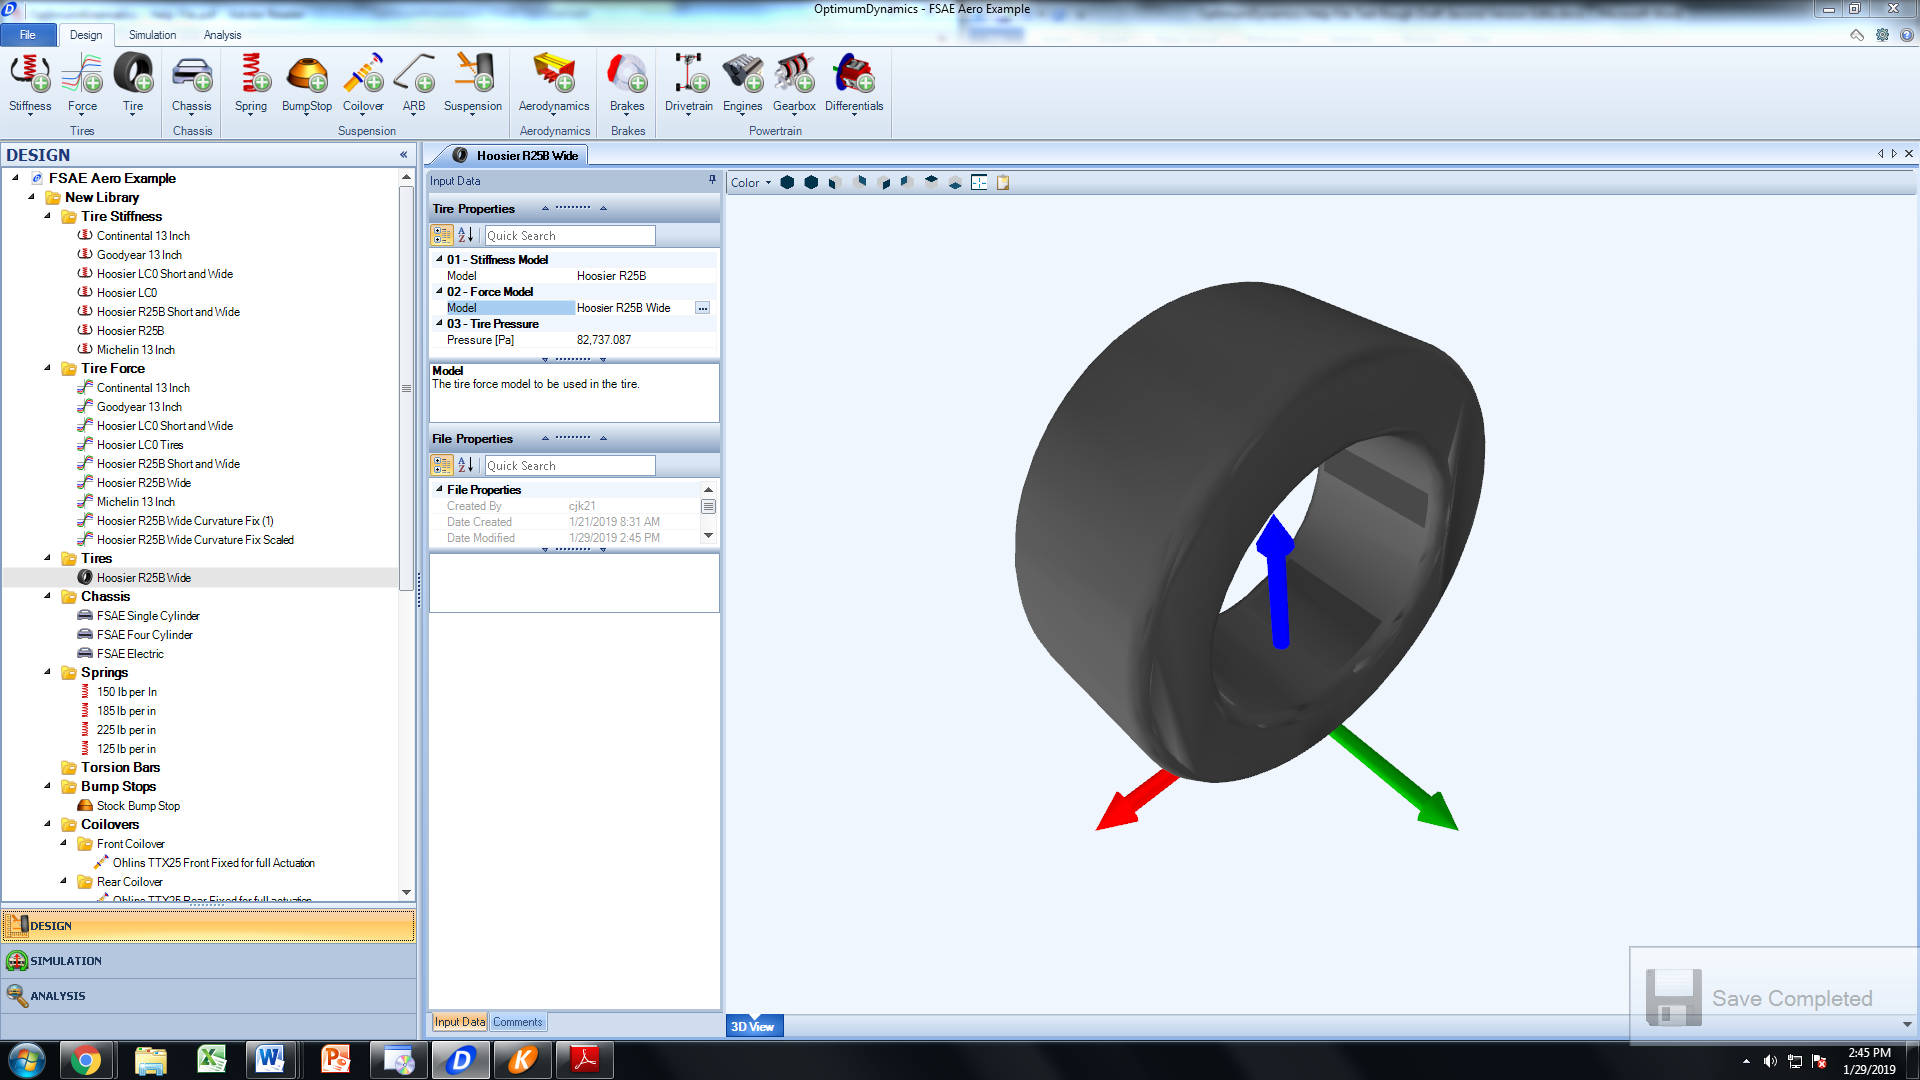 OptimumDynamics - FSAE Aero Example
File Design Simulation Analysis
Stiffness Force Tire Chassis Spring BumpStop Coilover ARB Suspension Aerodynamics Brakes Drivetrain Engines Gearbox Differentials
Tires Chassis Suspension Aerodynamics Brakes Powertrain
DESIGN
FSAE Aero Example
New Library
Tire Stiffness
Continental 13 Inch
Goodyear 13 Inch
Hoosier LC0 Short and Wide
Hoosier LC0
Hoosier R25B Short and Wide
Hoosier R25B
Michelin 13 Inch
Tire Force
Continental 13 Inch
Goodyear 13 Inch
Hoosier LC0 Short and Wide
Hoosier LC0 Tires
Hoosier R25B Short and Wide
Hoosier R25B Wide
Michelin 13 Inch
Hoosier R25B Wide Curvature Fix (1)
Hoosier R25B Wide Curvature Fix Scaled
Tires
Hoosier R25B Wide
Chassis
FSAE Single Cylinder
FSAE Four Cylinder
FSAE Electric
Springs
150 lb per In
185 lb per in
225 lb per in
125 lb per in
Torsion Bars
Bump Stops
Stock Bump Stop
Coilovers
Front Coilover
Ohlins TTX25 Front Fixed for full Actuation
Rear Coilover
Ohlins TTX25 Rear Fixed for full actuation
DESIGN
SIMULATION
ANALYSIS
Hoosier R25B Wide
Input Data
Tire Properties
Quick Search
01 - Stiffness Model
Model Hoosier R25B
02 - Force Model
Model Hoosier R25B Wide ...
03 - Tire Pressure
Pressure [Pa] 82,737.087
Model
The tire force model to be used in the tire.
File Properties
Quick Search
File Properties
Created By cjk21
Date Created 1/21/2019 8:31 AM
Date Modified 1/29/2019 2:45 PM
Input Data Comments
Color
3D View
Save Completed
2:45 PM
1/29/2019